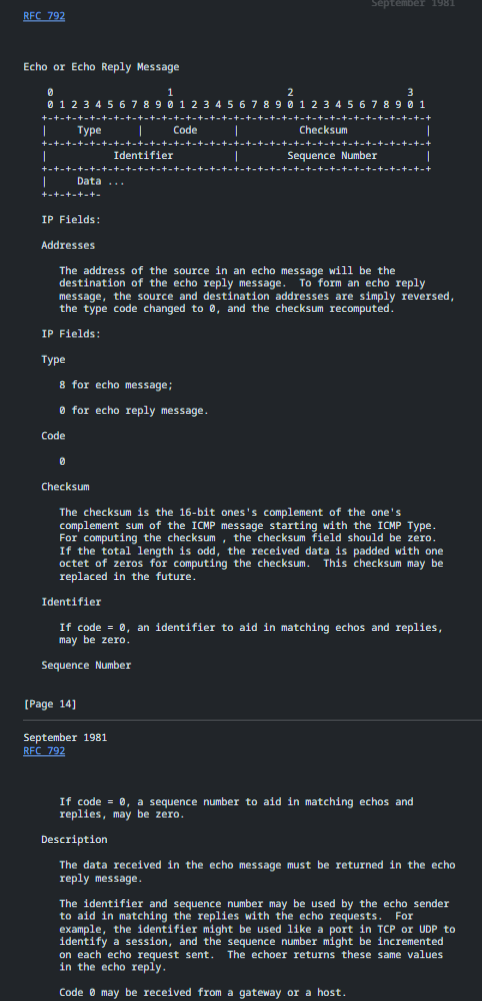 September 1981
RFC 792
Echo or Echo Reply Message
0                   1                   2                   3
0 1 2 3 4 5 6 7 8 9 0 1 2 3 4 5 6 7 8 9 0 1 2 3 4 5 6 7 8 9 0 1
+-+-+-+-+-+-+-+-+-+-+-+-+-+-+-+-+-+-+-+-+-+-+-+-+-+-+-+-+-+-+-+-+
|     Type      |     Code      |          Checksum             |
+-+-+-+-+-+-+-+-+-+-+-+-+-+-+-+-+-+-+-+-+-+-+-+-+-+-+-+-+-+-+-+-+
|           Identifier          |        Sequence Number        |
+-+-+-+-+-+-+-+-+-+-+-+-+-+-+-+-+-+-+-+-+-+-+-+-+-+-+-+-+-+-+-+-+
|     Data ...
+-+-+-+-+-
IP Fields:
Addresses
The address of the source in an echo message will be the
destination of the echo reply message.  To form an echo reply
message, the source and destination addresses are simply reversed,
the type code changed to 0, and the checksum recomputed.
IP Fields:
Type
8 for echo message;
0 for echo reply message.
Code
0
Checksum
The checksum is the 16-bit ones's complement of the one's
complement sum of the ICMP message starting with the ICMP Type.
For computing the checksum , the checksum field should be zero.
If the total length is odd, the received data is padded with one
octet of zeros for computing the checksum.  This checksum may be
replaced in the future.
Identifier
If code = 0, an identifier to aid in matching echos and replies,
may be zero.
Sequence Number
[Page 14]
September 1981
RFC 792
If code = 0, a sequence number to aid in matching echos and
replies, may be zero.
Description
The data received in the echo message must be returned in the echo
reply message.
The identifier and sequence number may be used by the echo sender
to aid in matching the replies with the echo requests.  For
example, the identifier might be used like a port in TCP or UDP to
identify a session, and the sequence number might be incremented
on each echo request sent.  The echoer returns these same values
in the echo reply.
Code 0 may be received from a gateway or a host.